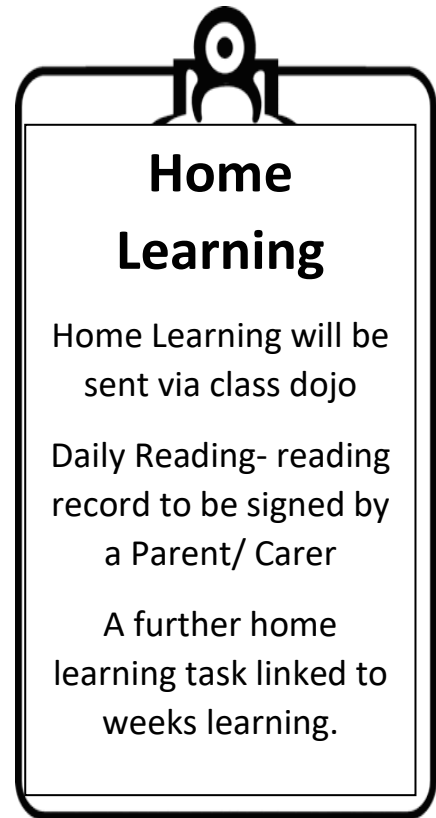 Home
Learning
Home Learning will be
sent via class dojo
Daily Reading- reading
record to be signed by
a Parent/ Carer
A further home
learning task linked to
weeks learning.